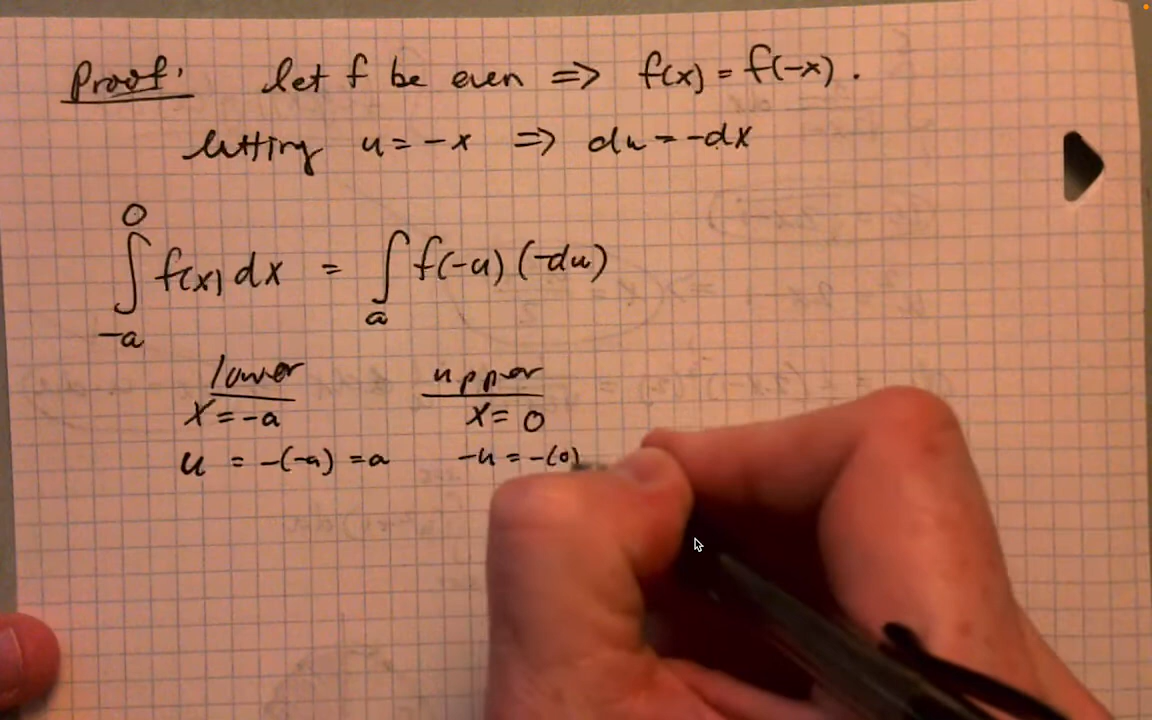 Proof: let f be even => f(x) = f(-x).
letting u = -x => du = -dx
0
∫ f(x) dx = ∫ f(-u) (-du)
-a a
lower upper
x = -a x = 0
u = -(-a) = a -u = -(0)